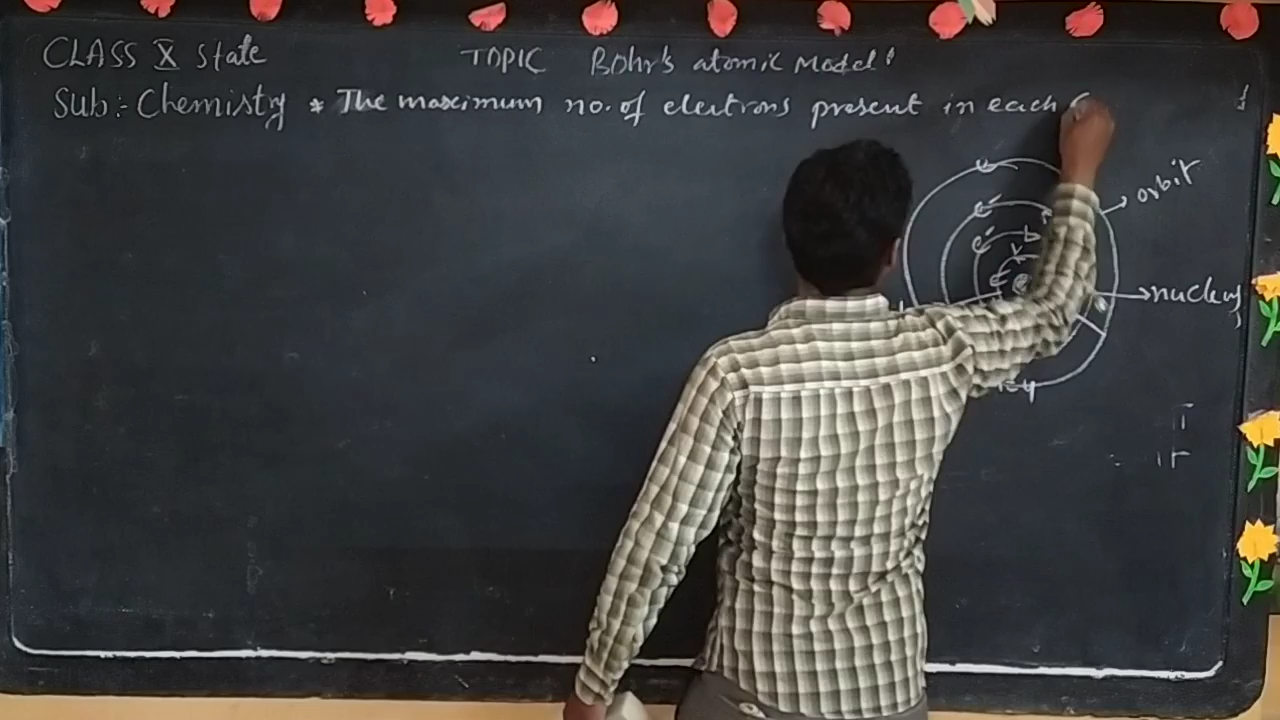 CLASS X State
TOPIC Bohr's atomic Model
Sub:- Chemistry * The maximum no. of electrons present in each
orbit
e⁻
e⁻
nucleus